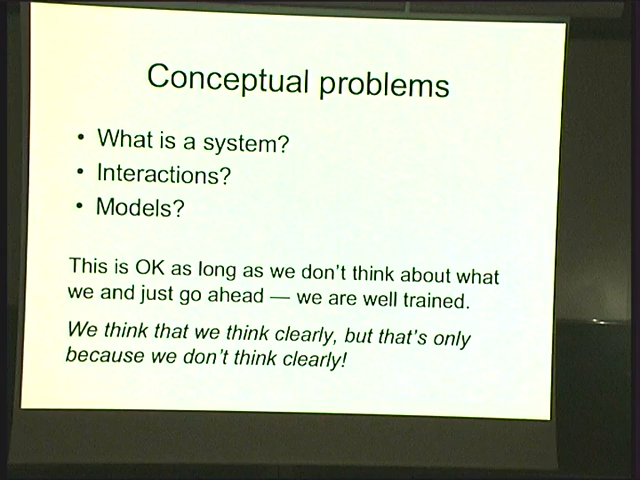 Conceptual problems
• What is a system?
• Interactions?
• Models?
This is OK as long as we don't think about what
we and just go ahead — we are well trained.
We think that we think clearly, but that's only
because we don't think clearly!